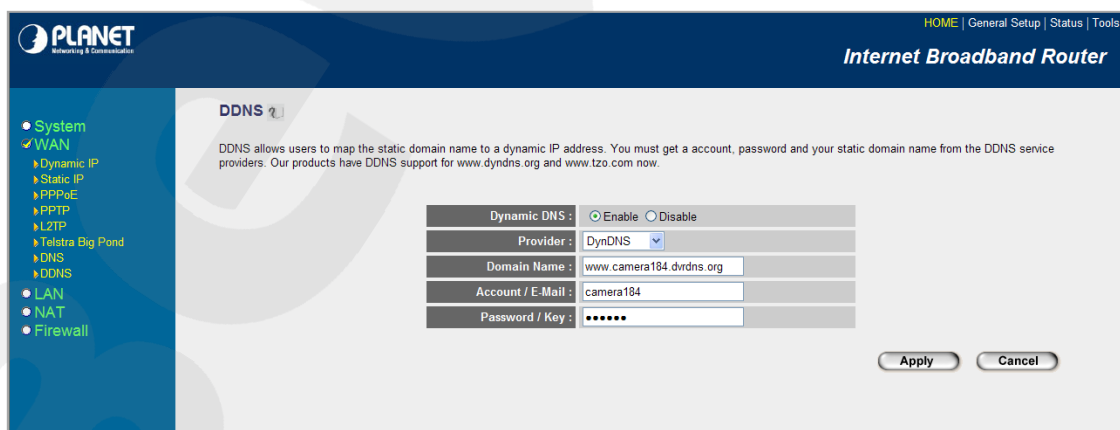 PLANET
Networking & Communication
HOME | General Setup | Status | Tools
Internet Broadband Router
System
WAN
Dynamic IP
Static IP
PPPoE
PPTP
L2TP
Telstra Big Pond
DNS
DDNS
LAN
NAT
Firewall
DDNS
DDNS allows users to map the static domain name to a dynamic IP address. You must get a account, password and your static domain name from the DDNS service
providers. Our products have DDNS support for www.dyndns.org and www.tzo.com now.
Dynamic DNS : Enable Disable
Provider : DynDNS
Domain Name : www.camera184.dvrdns.org
Account / E-Mail : camera184
Password / Key : ••••••
Apply Cancel